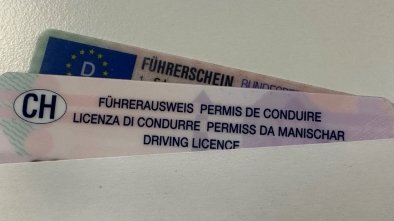 D
FÜHRERSCHEIN
CH
FÜHRERAUSWEIS PERMIS DE CONDUIRE
LICENZA DI CONDURRE PERMISS DA MANISCHAR
DRIVING LICENCE